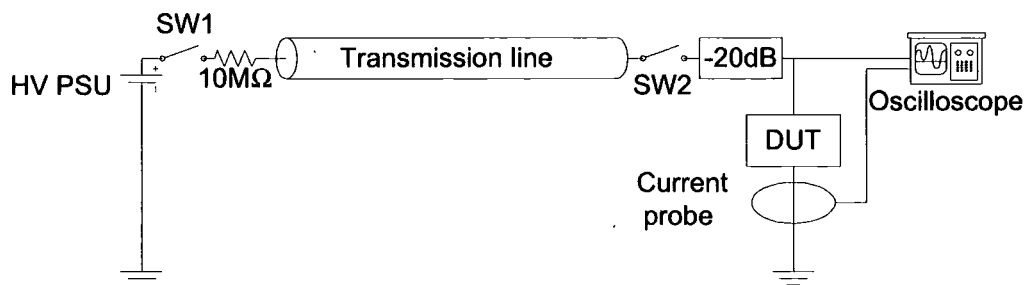 SW1
HV PSU
+
10MΩ
Transmission line
SW2
-20dB
Oscilloscope
DUT
Current
probe